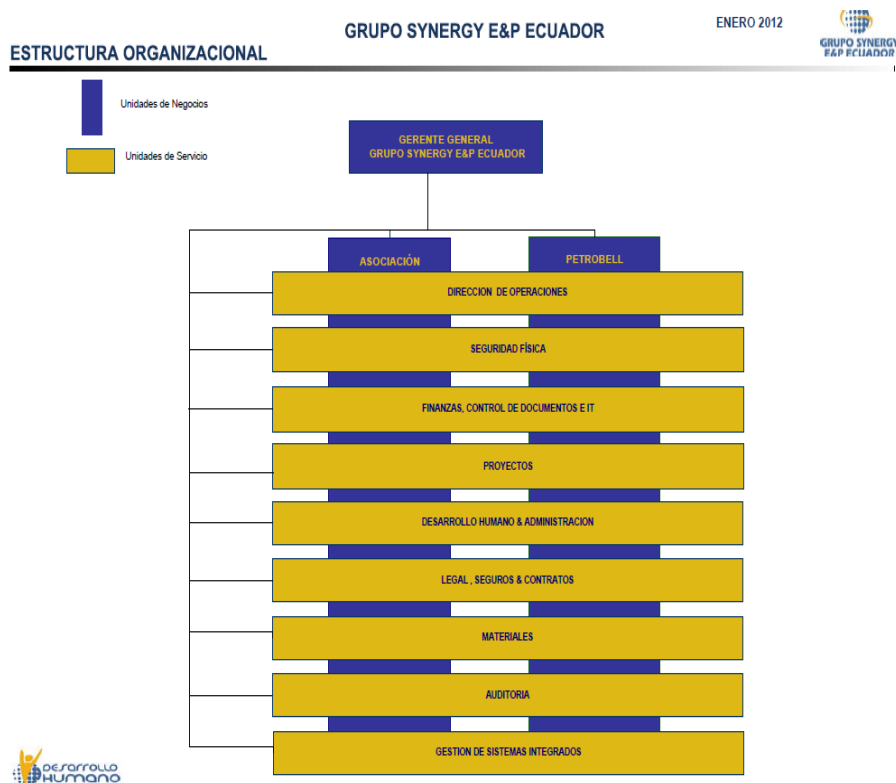 GRUPO SYNERGY E&P ECUADOR
ENERO 2012
GRUPO SYNERGY
E&P ECUADOR
ESTRUCTURA ORGANIZACIONAL
Unidades de Negocios
Unidades de Servicio
GERENTE GENERAL
GRUPO SYNERGY E&P ECUADOR
ASOCIACIÓN
PETROBELL
DIRECCION DE OPERACIONES
SEGURIDAD FÍSICA
FINANZAS, CONTROL DE DOCUMENTOS E IT
PROYECTOS
DESARROLLO HUMANO & ADMINISTRACION
LEGAL , SEGUROS & CONTRATOS
MATERIALES
AUDITORIA
GESTION DE SISTEMAS INTEGRADOS
DESARROLLO
HUMANO